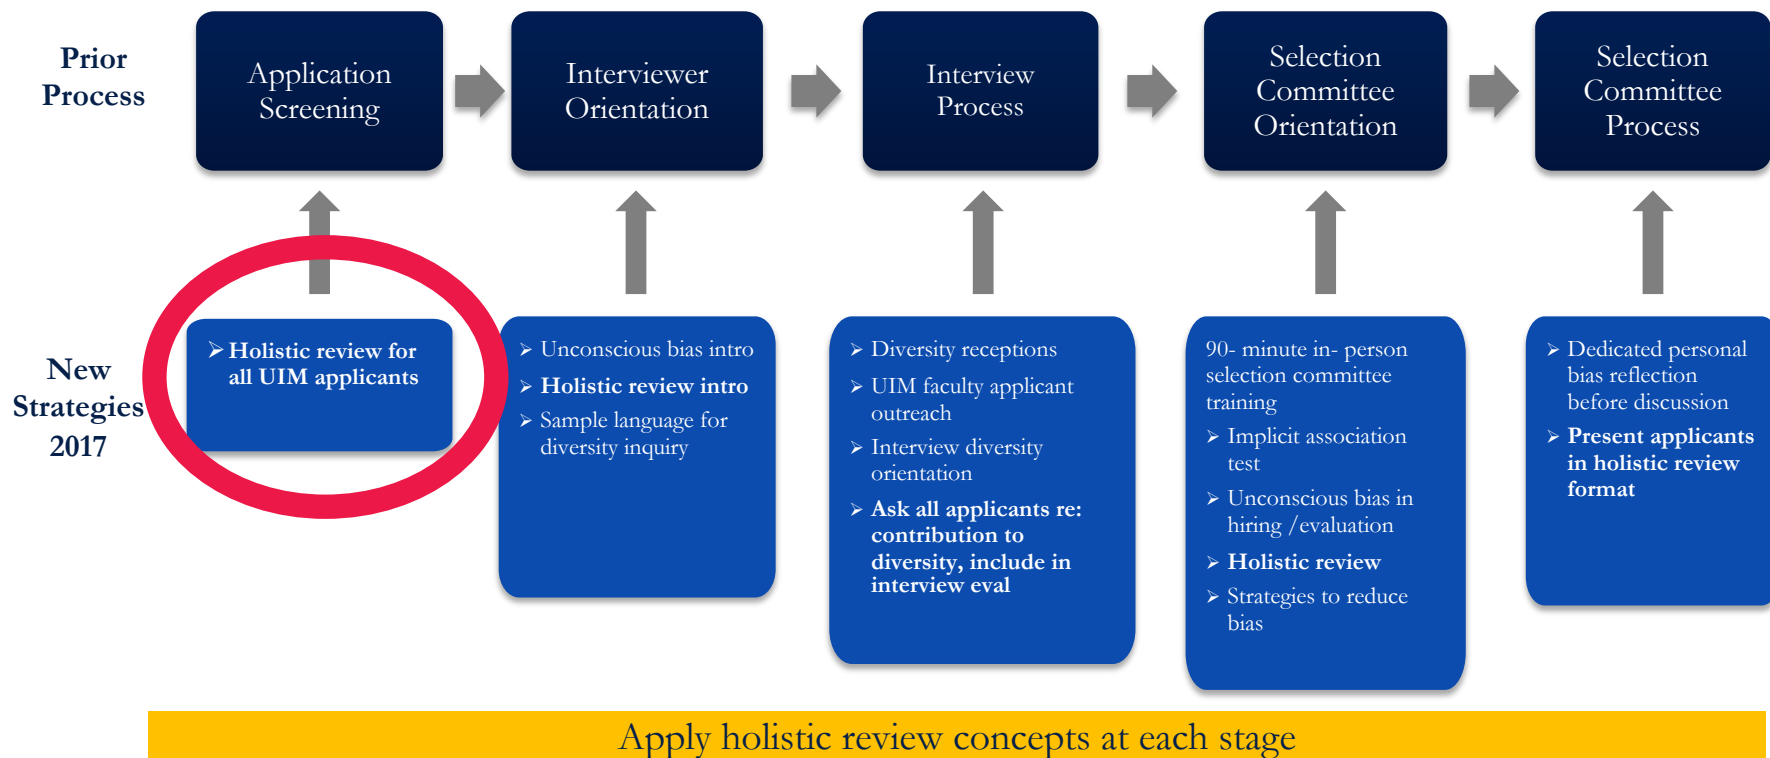 Prior
Process
Application
Screening
Interviewer
Orientation
Interview
Process
Selection
Committee
Orientation
Selection
Committee
Process
New
Strategies
2017
➢ Holistic review for
all UIM applicants
➢ Unconscious bias intro
➢ Holistic review intro
➢ Sample language for
diversity inquiry
➢ Diversity receptions
➢ UIM faculty applicant
outreach
➢ Interview diversity
orientation
➢ Ask all applicants re:
contribution to
diversity, include in
interview eval
90- minute in- person
selection committee
training
➢ Implicit association
test
➢ Unconscious bias in
hiring /evaluation
➢ Holistic review
➢ Strategies to reduce
bias
➢ Dedicated personal
bias reflection
before discussion
➢ Present applicants
in holistic review
format
Apply holistic review concepts at each stage